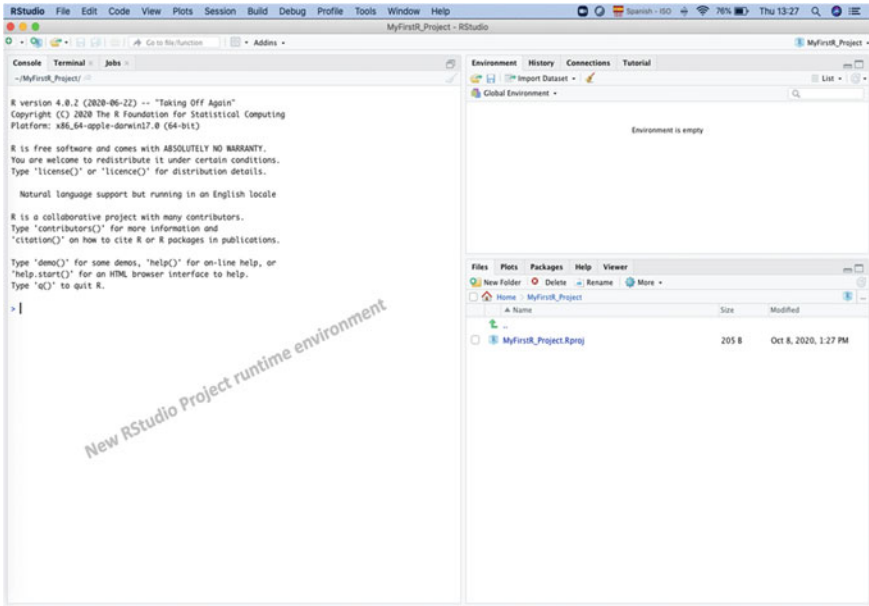 RStudio File Edit Code View Plots Session Build Debug Profile Tools Window Help Spanish - ISO 76% Thu 13:27
MyFirstR_Project - RStudio
Go to file/function Addins MyFirstR_Project
Console Terminal Jobs
~/MyFirstR_Project/
R version 4.0.2 (2020-06-22) -- "Taking Off Again"
Copyright (C) 2020 The R Foundation for Statistical Computing
Platform: x86_64-apple-darwin17.0 (64-bit)
R is free software and comes with ABSOLUTELY NO WARRANTY.
You are welcome to redistribute it under certain conditions.
Type 'license()' or 'licence()' for distribution details.
Natural language support but running in an English locale
R is a collaborative project with many contributors.
Type 'contributors()' for more information and
'citation()' on how to cite R or R packages in publications.
Type 'demo()' for some demos, 'help()' for on-line help, or
'help.start()' for an HTML browser interface to help.
Type 'q()' to quit R.
>
New RStudio Project runtime environment
Environment History Connections Tutorial
Import Dataset List
Global Environment
Environment is empty
Files Plots Packages Help Viewer
New Folder Delete Rename More
Home MyFirstR_Project ...
Name Size Modified
..
MyFirstR_Project.Rproj 205 B Oct 8, 2020, 1:27 PM